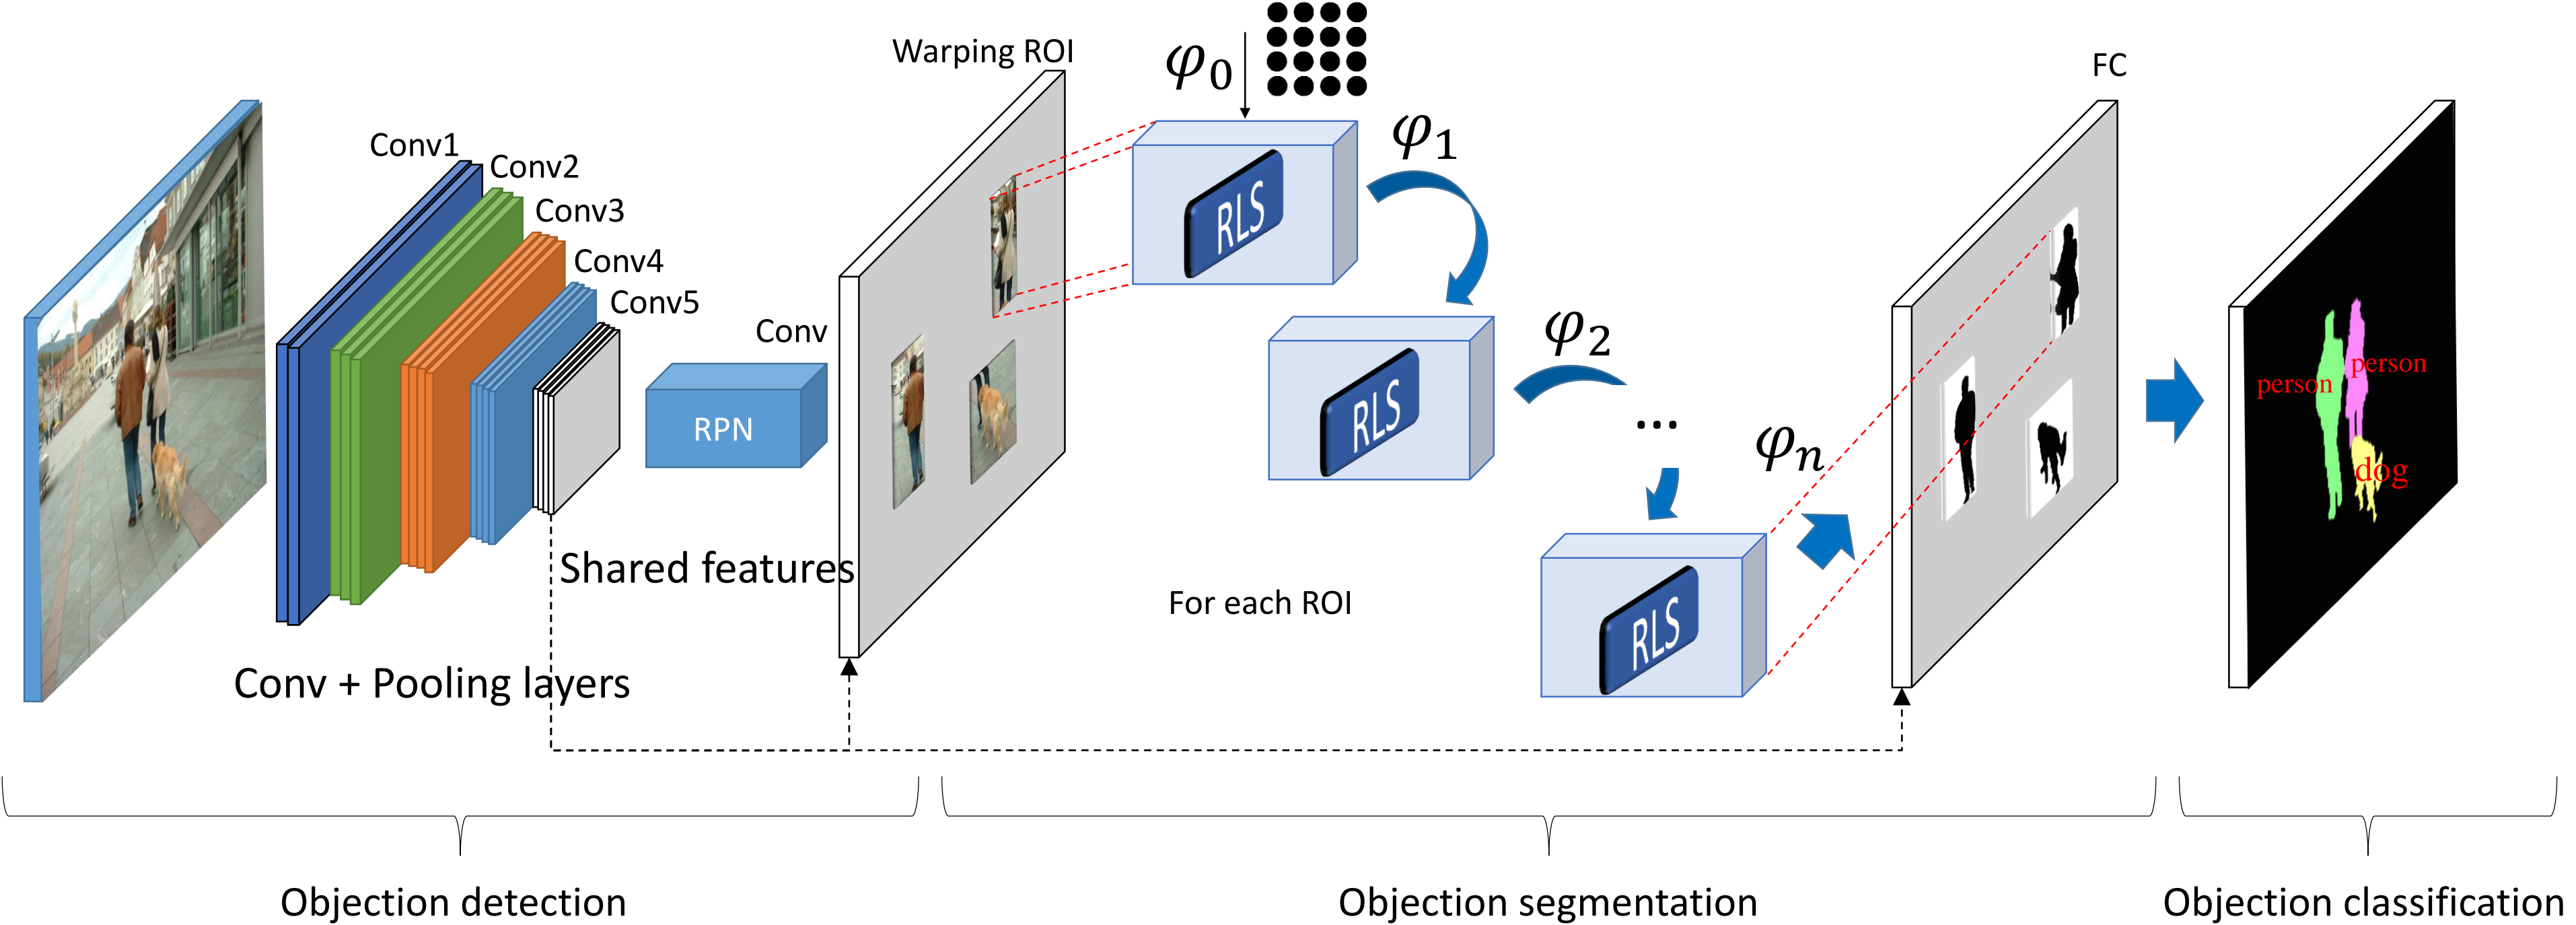 Warping ROI
φ0
FC
Conv1
Conv2
Conv3
Conv4
Conv5
Conv
φ1
RLS
RPN
φ2
RLS
...
φn
person
person
dog
Shared features
For each ROI
RLS
Conv + Pooling layers
Objection detection
Objection segmentation
Objection classification